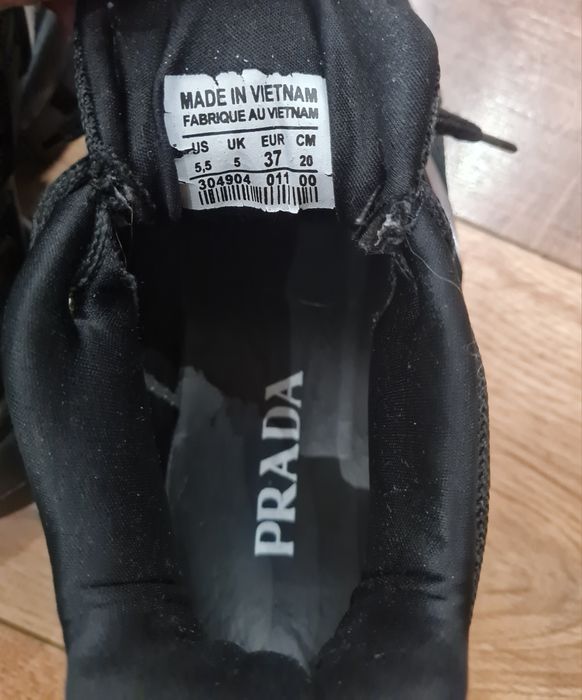 MADE IN VIETNAM
FABRIQUE AU VIETNAM
US UK EUR CM
5,5 5 37 20
304904 011 00
PRADA